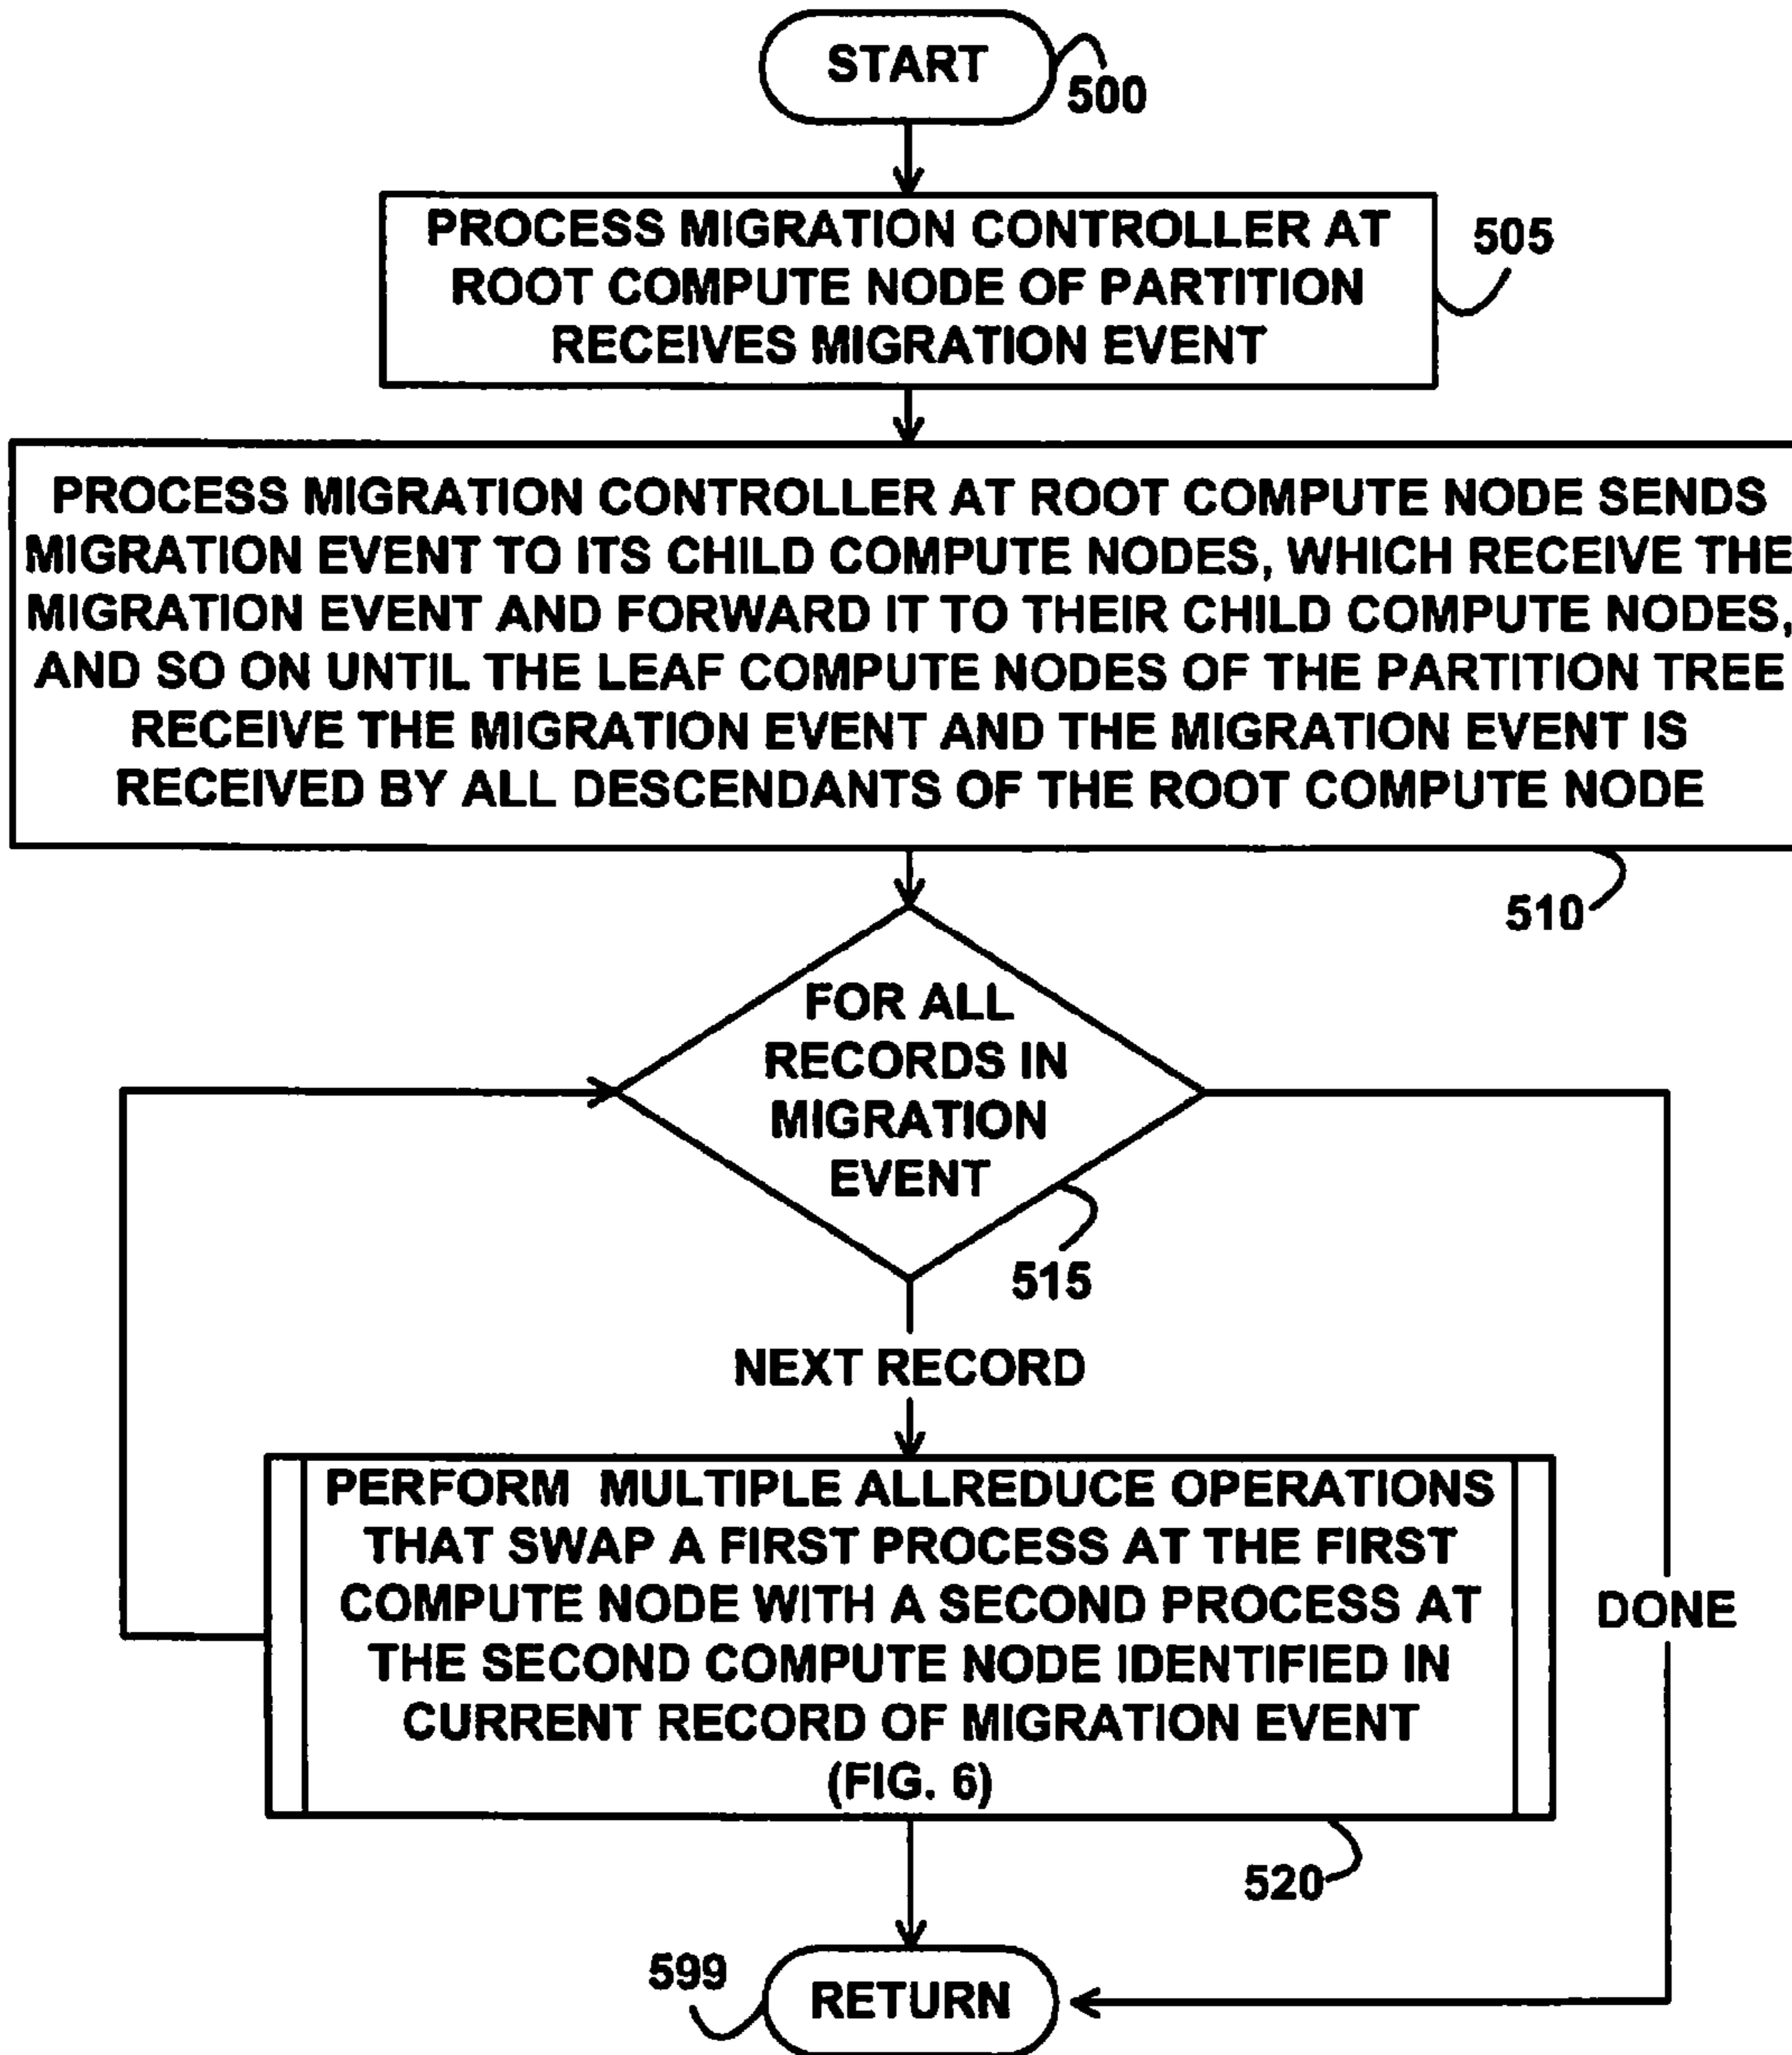 START
500
PROCESS MIGRATION CONTROLLER AT
ROOT COMPUTE NODE OF PARTITION
RECEIVES MIGRATION EVENT
505
PROCESS MIGRATION CONTROLLER AT ROOT COMPUTE NODE SENDS
MIGRATION EVENT TO ITS CHILD COMPUTE NODES, WHICH RECEIVE THE
MIGRATION EVENT AND FORWARD IT TO THEIR CHILD COMPUTE NODES,
AND SO ON UNTIL THE LEAF COMPUTE NODES OF THE PARTITION TREE
RECEIVE THE MIGRATION EVENT AND THE MIGRATION EVENT IS
RECEIVED BY ALL DESCENDANTS OF THE ROOT COMPUTE NODE
510
FOR ALL
RECORDS IN
MIGRATION
EVENT
515
NEXT RECORD
PERFORM MULTIPLE ALLREDUCE OPERATIONS
THAT SWAP A FIRST PROCESS AT THE FIRST
COMPUTE NODE WITH A SECOND PROCESS AT
THE SECOND COMPUTE NODE IDENTIFIED IN
CURRENT RECORD OF MIGRATION EVENT
(FIG. 6)
DONE
520
599
RETURN